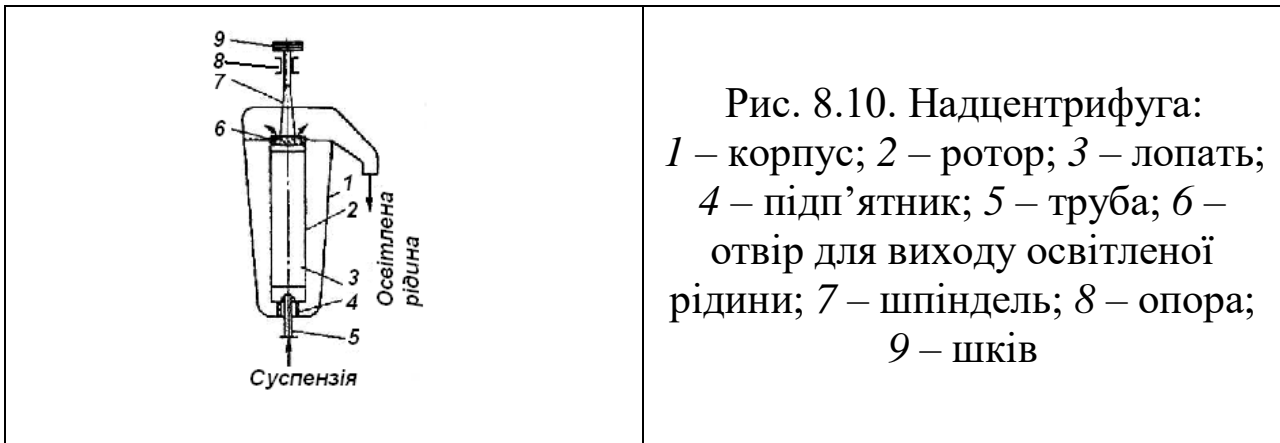 9
8
7
6
1
2
3
4
5
Освітлена
рідина
Суспензія
Рис. 8.10. Надцентрифуга:
1 – корпус; 2 – ротор; 3 – лопать;
4 – підп’ятник; 5 – труба; 6 –
отвір для виходу освітленої
рідини; 7 – шпіндель; 8 – опора;
9 – шків